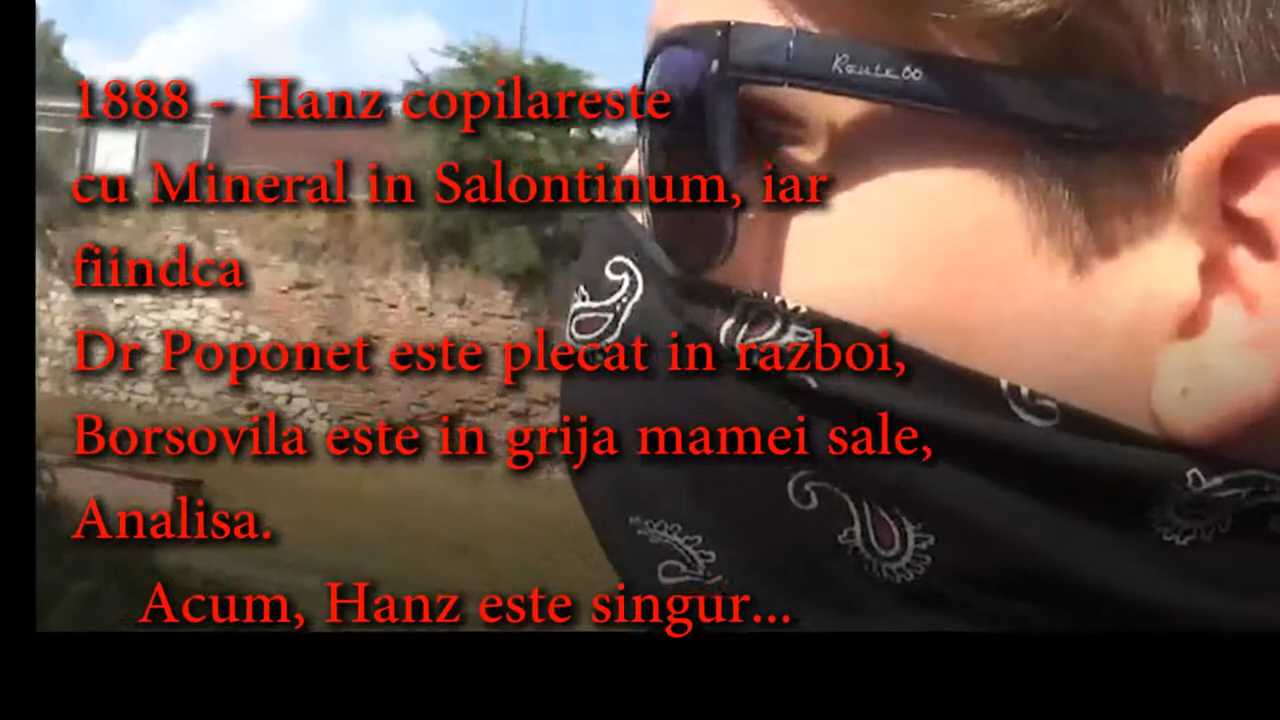 1888 - Hanz copilareste
cu Mineral in Salontinum, iar
fiindca
Dr Poponet este plecat in razboi,
Borsovila este in grija mamei sale,
Analisa.
Acum, Hanz este singur...